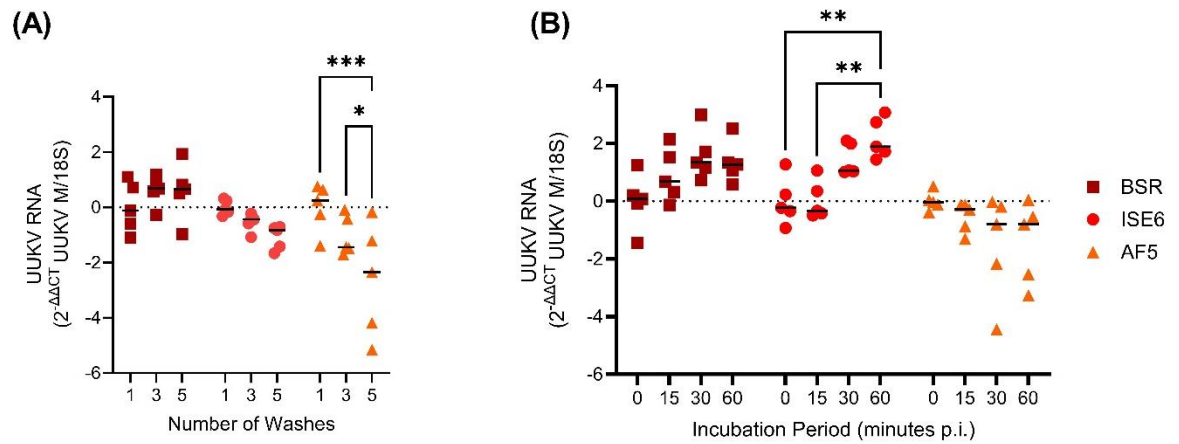 (A)
UUKV RNA
(2-ΔΔCT UUKV M/18S)
4
2
0
-2
-4
-6
***
*
1 3 5 1 3 5 1 3 5
Number of Washes
(B)
UUKV RNA
(2-ΔΔCT UUKV M/18S)
4
2
0
-2
-4
-6
**
**
0 15 30 60 0 15 30 60 0 15 30 60
Incubation Period (minutes p.i.)
BSR
ISE6
AF5